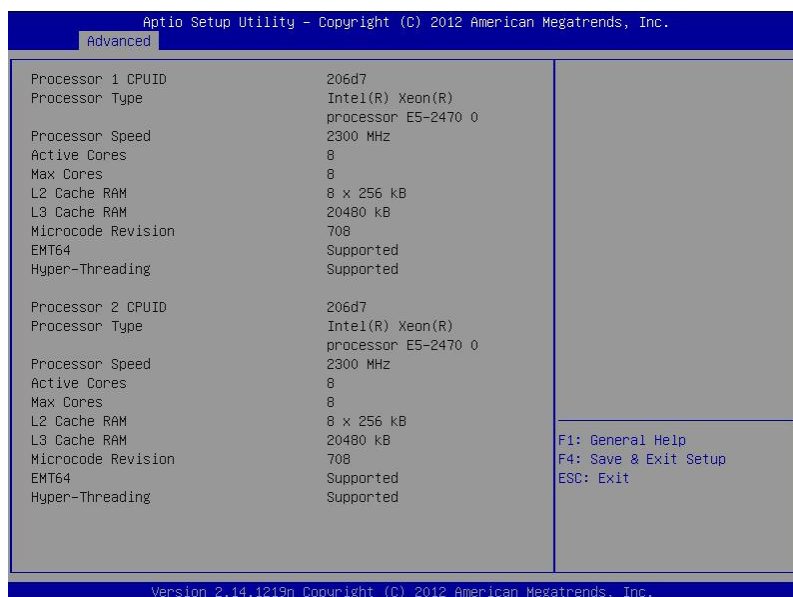 Aptio Setup Utility – Copyright (C) 2012 American Megatrends, Inc.
Advanced
Processor 1 CPUID 206d7
Processor Type Intel(R) Xeon(R)
processor E5-2470 0
Processor Speed 2300 MHz
Active Cores 8
Max Cores 8
L2 Cache RAM 8 x 256 kB
L3 Cache RAM 20480 kB
Microcode Revision 708
EMT64 Supported
Hyper-Threading Supported
Processor 2 CPUID 206d7
Processor Type Intel(R) Xeon(R)
processor E5-2470 0
Processor Speed 2300 MHz
Active Cores 8
Max Cores 8
L2 Cache RAM 8 x 256 kB
L3 Cache RAM 20480 kB
Microcode Revision 708
EMT64 Supported
Hyper-Threading Supported
F1: General Help
F4: Save & Exit Setup
ESC: Exit
Version 2.14.1219n Copyright (C) 2012 American Megatrends, Inc.